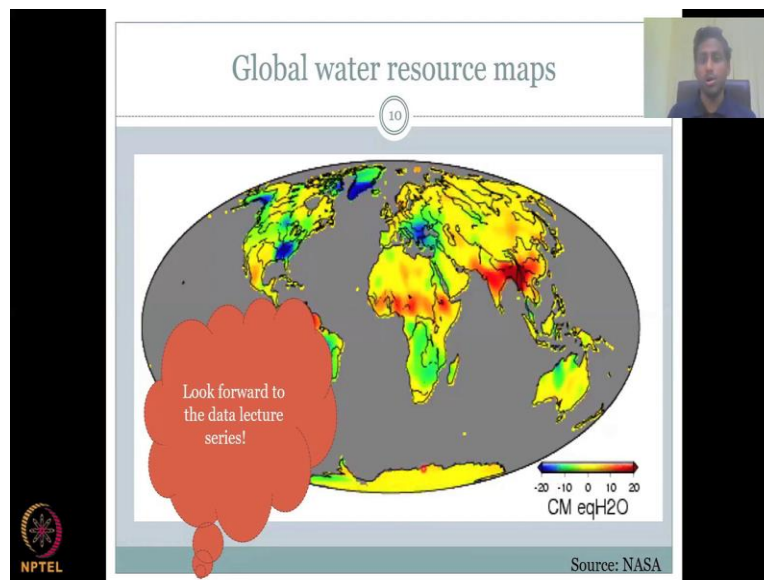 Global water resource maps
10
Look forward to
the data lecture
series!
-20 -10 0 10 20
CM eqH2O
NPTEL
Source: NASA